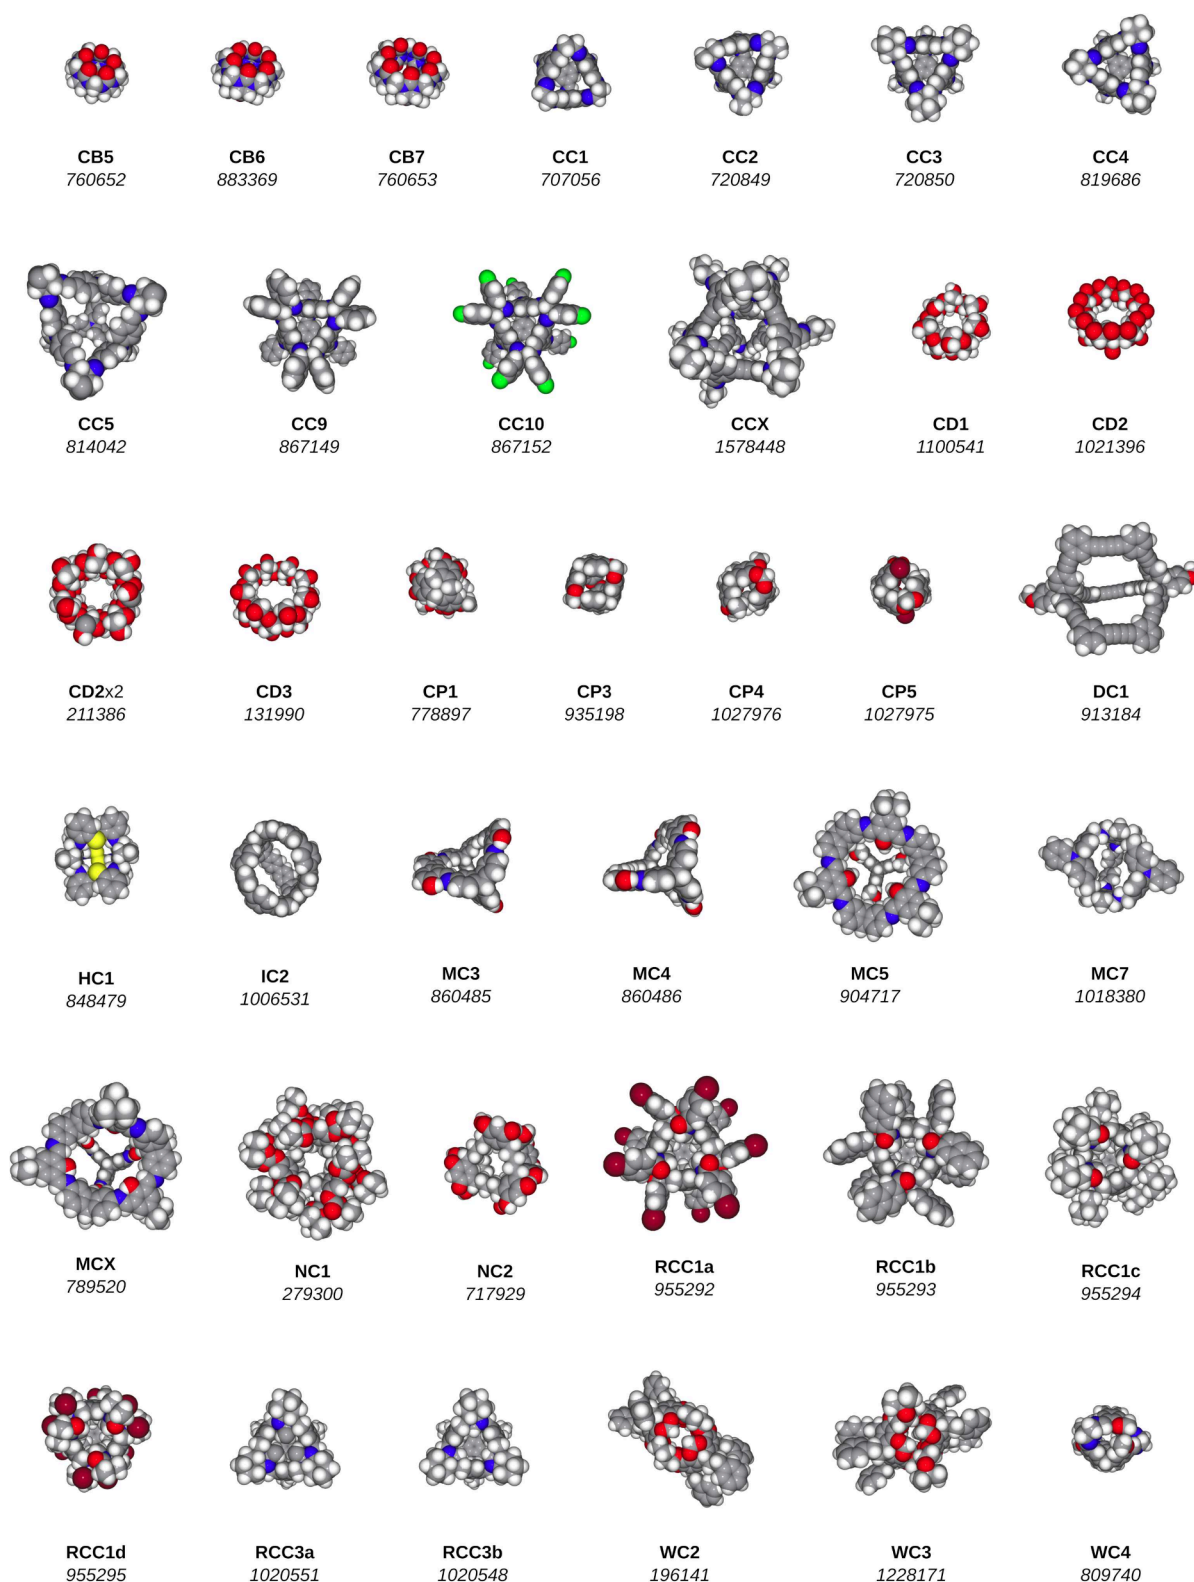 CB5 CB6 CB7 CC1 CC2 CC3 CC4
760652 883369 760653 707056 720849 720850 819686
CC5 CC9 CC10 CCX CD1 CD2
814042 867149 867152 1578448 1100541 1021396
CD2x2 CD3 CP1 CP3 CP4 CP5 DC1
211386 131990 778897 935198 1027976 1027975 913184
HC1 IC2 MC3 MC4 MC5 MC7
848479 1006531 860485 860486 904717 1018380
MCX NC1 NC2 RCC1a RCC1b RCC1c
789520 279300 717929 955292 955293 955294
RCC1d RCC3a RCC3b WC2 WC3 WC4
955295 1020551 1020548 196141 1228171 809740